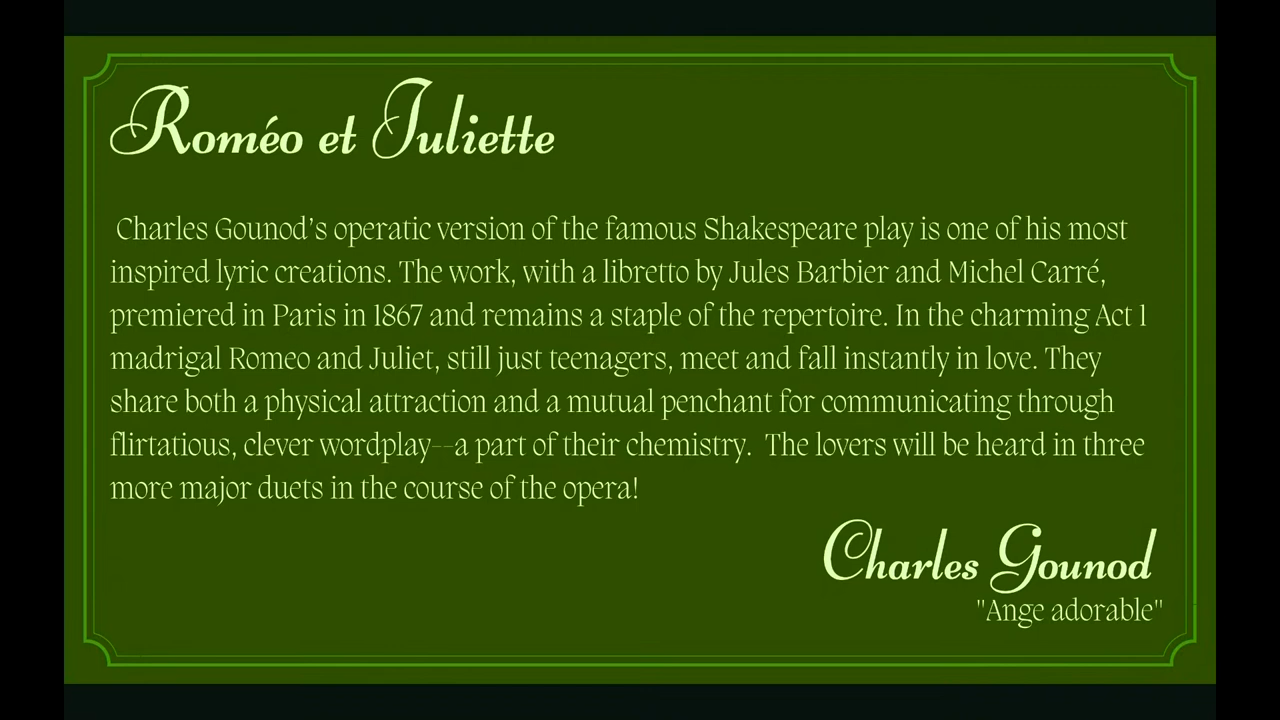 Roméo et Juliette
Charles Gounod’s operatic version of the famous Shakespeare play is one of his most
inspired lyric creations. The work, with a libretto by Jules Barbier and Michel Carré,
premiered in Paris in 1867 and remains a staple of the repertoire. In the charming Act 1
madrigal Romeo and Juliet, still just teenagers, meet and fall instantly in love. They
share both a physical attraction and a mutual penchant for communicating through
flirtatious, clever wordplay--a part of their chemistry.  The lovers will be heard in three
more major duets in the course of the opera!
Charles Gounod
"Ange adorable"